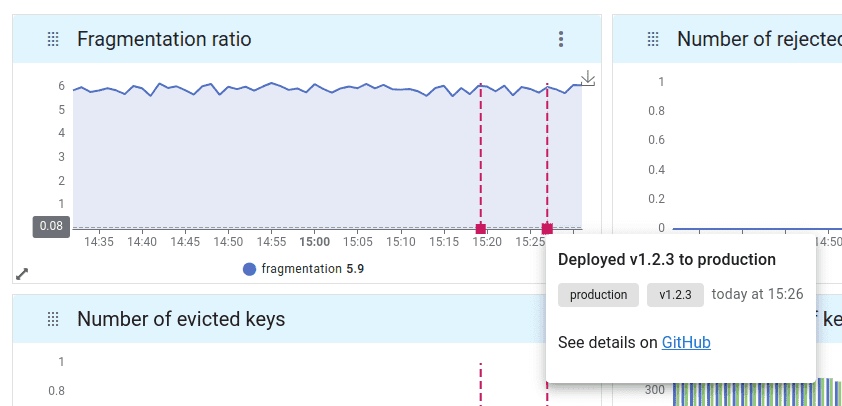 Fragmentation ratio
6
5
4
3
2
1
0.08
14:35 14:40 14:45 14:50 14:55 15:00 15:05 15:10 15:15 15:20 15:25
fragmentation 5.9
Number of rejected
1
0.8
0.6
0.4
0.2
0
14:50
Deployed v1.2.3 to production
production v1.2.3 today at 15:26
See details on GitHub
Number of evicted keys
1
0.8
f ke
300